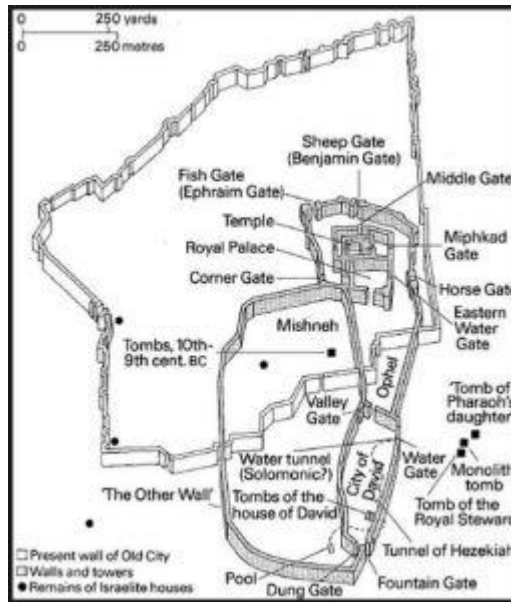 0 250 yards
0 250 metres
Sheep Gate
(Benjamin Gate)
Middle Gate
Fish Gate
(Ephraim Gate)
Temple
Miphkad
Gate
Royal Palace
Corner Gate
Horse Gate
Eastern
Water
Gate
Mishneh
Tombs, 10th-
9th cent. BC
Ophel
Valley
Gate
'Tomb of
Pharaoh's
daughter'
Water tunnel
(Solomonic?)
City of
David
Water
Gate
Monolith
tomb
'The Other Wall'
Tombs of the
house of David
Tomb of the
Royal Steward
Tunnel of Hezekiah
Pool
Fountain Gate
Dung Gate
Present wall of Old City
Walls and towers
Remains of Israelite houses